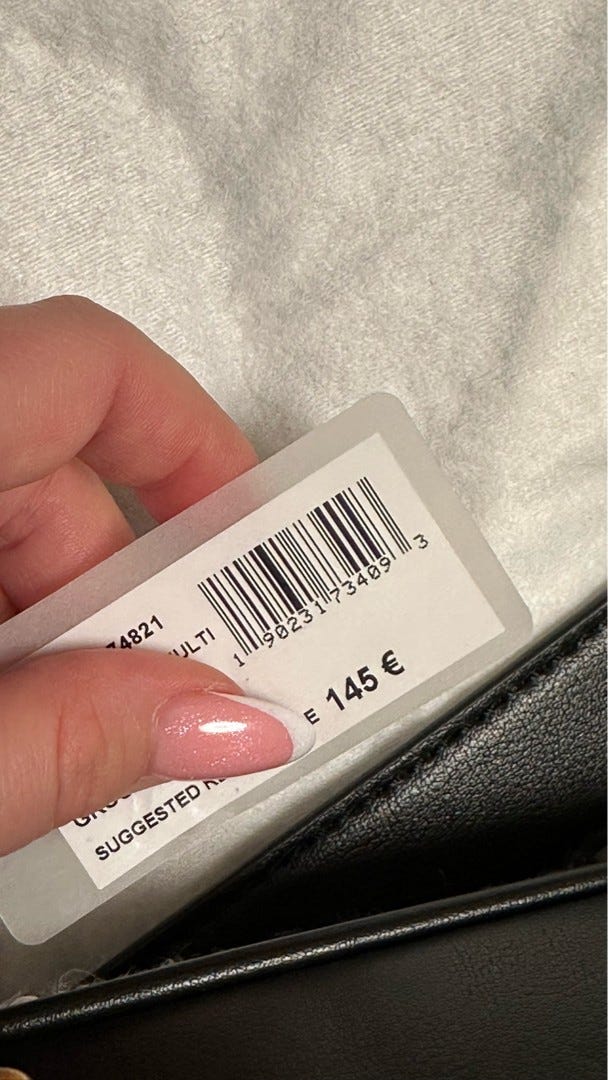 74821
ULTI
1 90231 73409 3
SUGGESTED
E 145 €